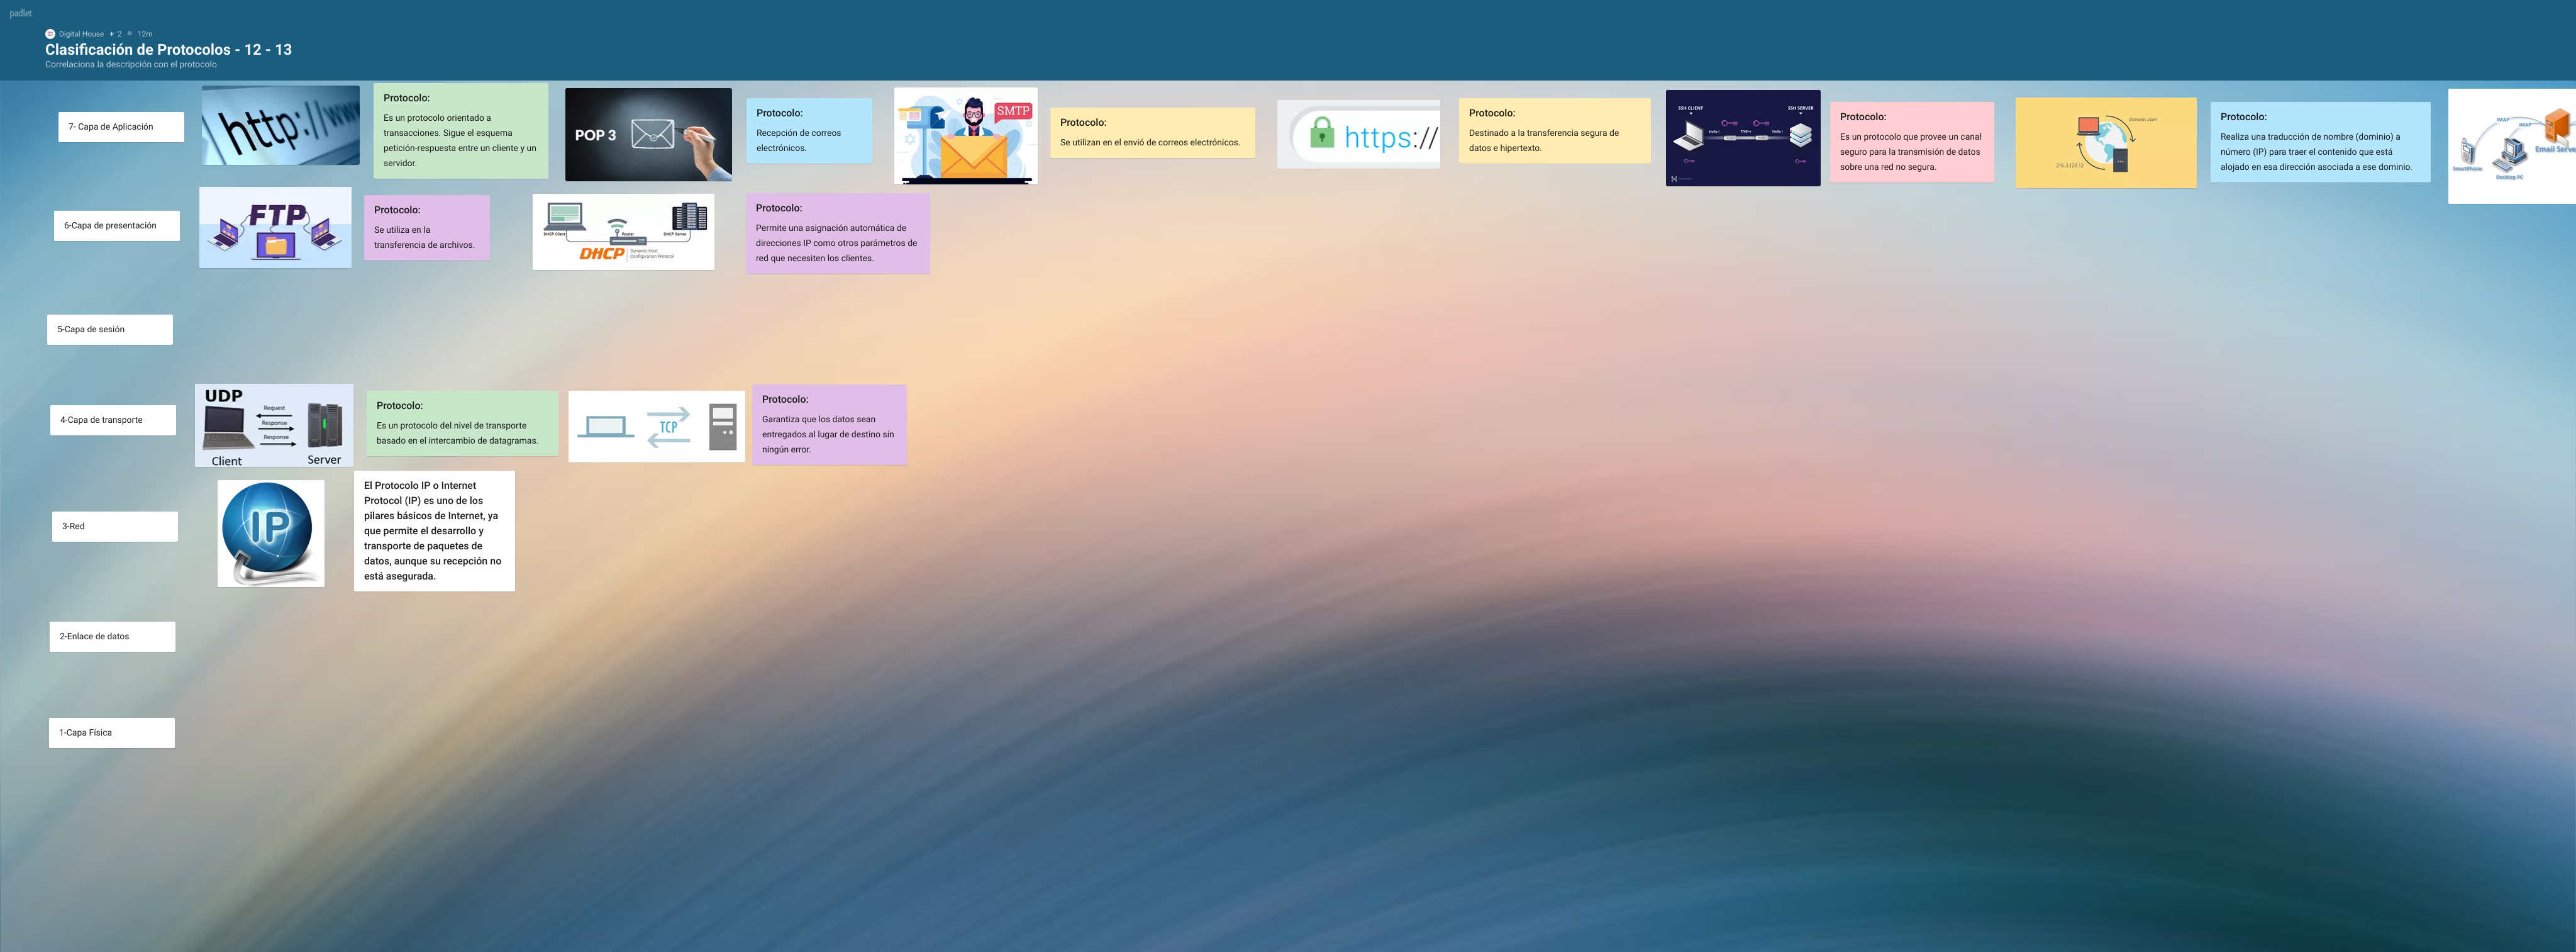 padlet
Digital House + 2 12m
Clasificación de Protocolos - 12 - 13
Correlaciona la descripción con el protocolo
7- Capa de Aplicación
http://www
Protocolo:
Es un protocolo orientado a
transacciones. Sigue el esquema
petición-respuesta entre un cliente y un
servidor.
POP 3
Protocolo:
Recepción de correos
electrónicos.
SMTP
Protocolo:
Se utilizan en el envió de correos electrónicos.
https://
Protocolo:
Destinado a la transferencia segura de
datos e hipertexto.
SSH CLIENT
SSH SERVER
Protocolo:
Es un protocolo que provee un canal
seguro para la transmisión de datos
sobre una red no segura.
domain.com
216.3.128.12
Protocolo:
Realiza una traducción de nombre (dominio) a
número (IP) para traer el contenido que está
alojado en esa dirección asociada a ese dominio.
IMAP
IMAP
Email Serve
SmartPhone
Desktop PC
6-Capa de presentación
FTP
Protocolo:
Se utiliza en la
transferencia de archivos.
DHCP Client
Router
DHCP Server
DHCP
Dynamic Host
Configuration Protocol
Protocolo:
Permite una asignación automática de
direcciones IP como otros parámetros de
red que necesiten los clientes.
5-Capa de sesión
4-Capa de transporte
UDP
Request
Response
Response
Client
Server
Protocolo:
Es un protocolo del nivel de transporte
basado en el intercambio de datagramas.
TCP
Protocolo:
Garantiza que los datos sean
entregados al lugar de destino sin
ningún error.
3-Red
IP
El Protocolo IP o Internet
Protocol (IP) es uno de los
pilares básicos de Internet, ya
que permite el desarrollo y
transporte de paquetes de
datos, aunque su recepción no
está asegurada.
2-Enlace de datos
1-Capa Física